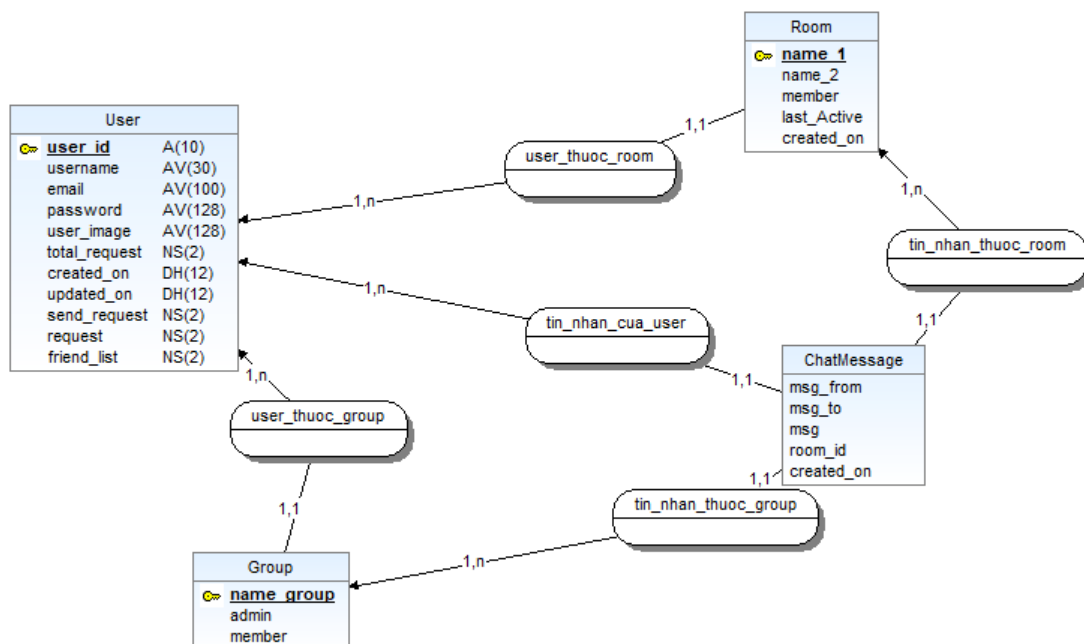 Room
name_1
name_2
member
last_Active
created_on
User
user_id A(10)
username AV(30)
email AV(100)
password AV(128)
user_image AV(128)
total_request NS(2)
created_on DH(12)
updated_on DH(12)
send_request NS(2)
request NS(2)
friend_list NS(2)
1,1
user_thuoc_room
1,n
1,n
tin_nhan_thuoc_room
1,1
1,n
tin_nhan_cua_user
1,1
ChatMessage
msg_from
msg_to
msg
room_id
created_on
1,n
user_thuoc_group
1,1
1,1
tin_nhan_thuoc_group
1,n
Group
name_group
admin
member